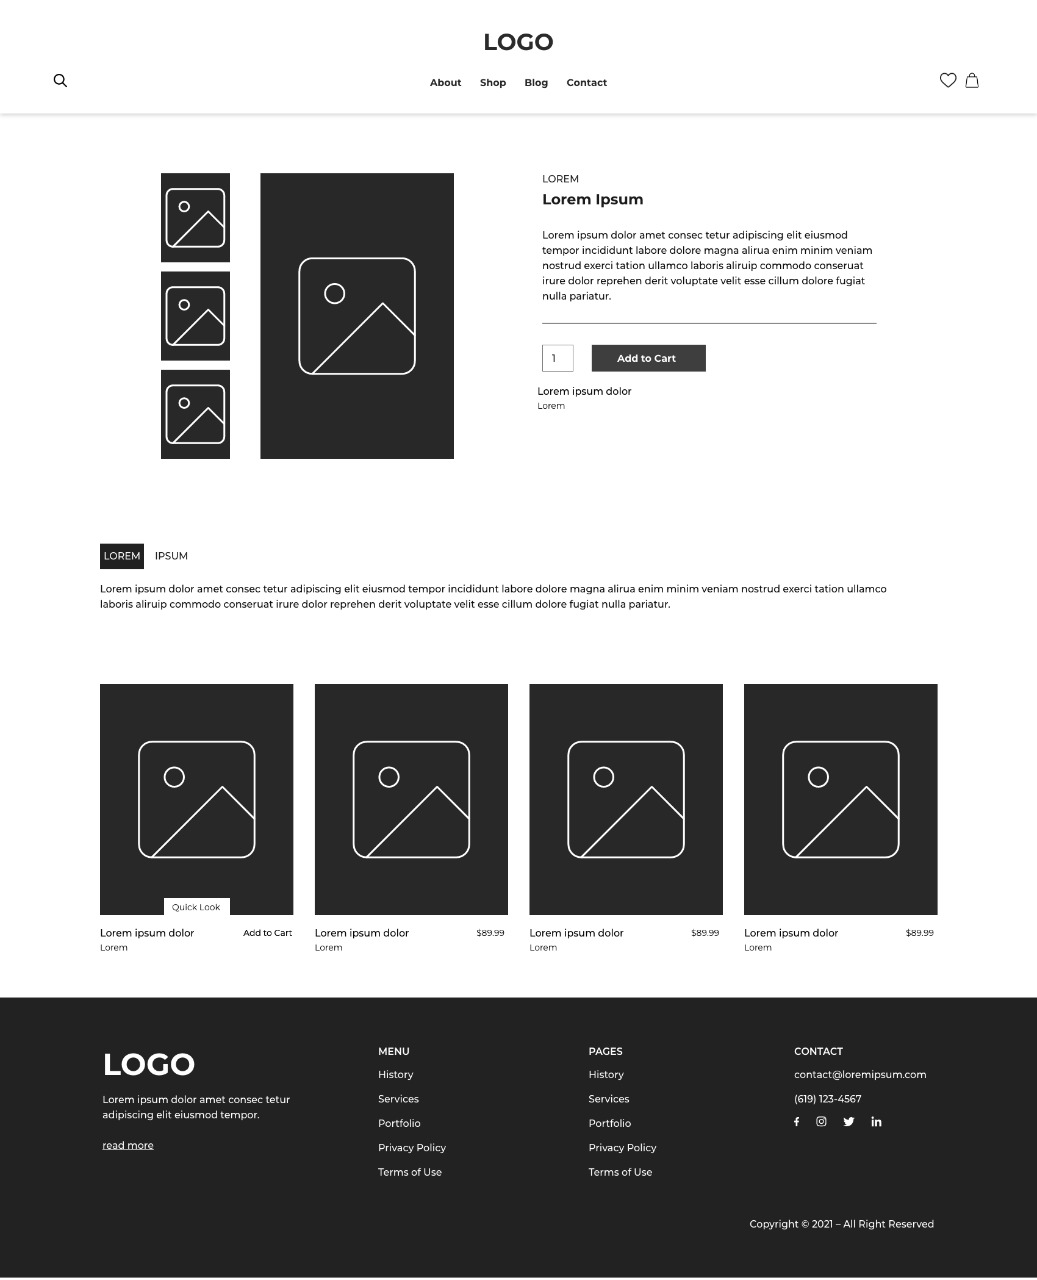 LOGO
About Shop Blog Contact
LOREM
Lorem Ipsum
Lorem ipsum dolor amet consec tetur adipiscing elit eiusmod
tempor incididunt labore dolore magna alirua enim minim veniam
nostrud exerci tation ullamco laboris aliruip commodo conseruat
irure dolor reprehen derit voluptate velit esse cillum dolore fugiat
nulla pariatur.
1 Add to Cart
Lorem ipsum dolor
Lorem
LOREM IPSUM
Lorem ipsum dolor amet consec tetur adipiscing elit eiusmod tempor incididunt labore dolore magna alirua enim minim veniam nostrud exerci tation ullamco
laboris aliruip commodo conseruat irure dolor reprehen derit voluptate velit esse cillum dolore fugiat nulla pariatur.
Quick Look
Lorem ipsum dolor Add to Cart
Lorem
Lorem ipsum dolor $89.99
Lorem
Lorem ipsum dolor $89.99
Lorem
Lorem ipsum dolor $89.99
Lorem
LOGO
Lorem ipsum dolor amet consec tetur
adipiscing elit eiusmod tempor.
read more
MENU
History
Services
Portfolio
Privacy Policy
Terms of Use
PAGES
History
Services
Portfolio
Privacy Policy
Terms of Use
CONTACT
contact@loremipsum.com
(619) 123-4567
Copyright © 2021 – All Right Reserved